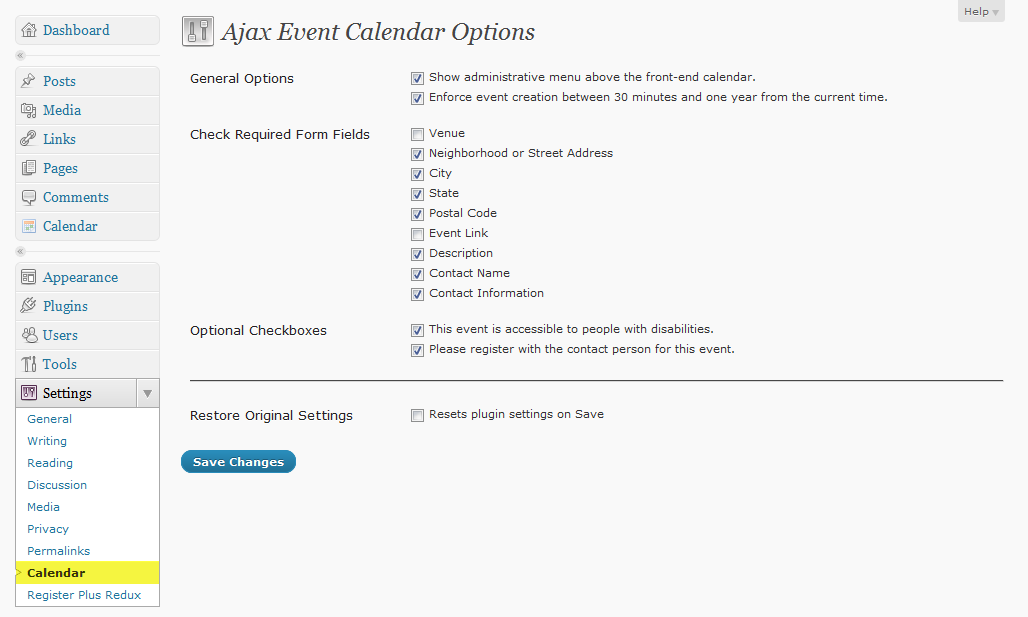 Help
Dashboard
Posts
Media
Links
Pages
Comments
Calendar
Appearance
Plugins
Users
Tools
Settings
General
Writing
Reading
Discussion
Media
Privacy
Permalinks
Calendar
Register Plus Redux
Ajax Event Calendar Options
General Options
Show administrative menu above the front-end calendar.
Enforce event creation between 30 minutes and one year from the current time.
Check Required Form Fields
Venue
Neighborhood or Street Address
City
State
Postal Code
Event Link
Description
Contact Name
Contact Information
Optional Checkboxes
This event is accessible to people with disabilities.
Please register with the contact person for this event.
Restore Original Settings
Resets plugin settings on Save
Save Changes